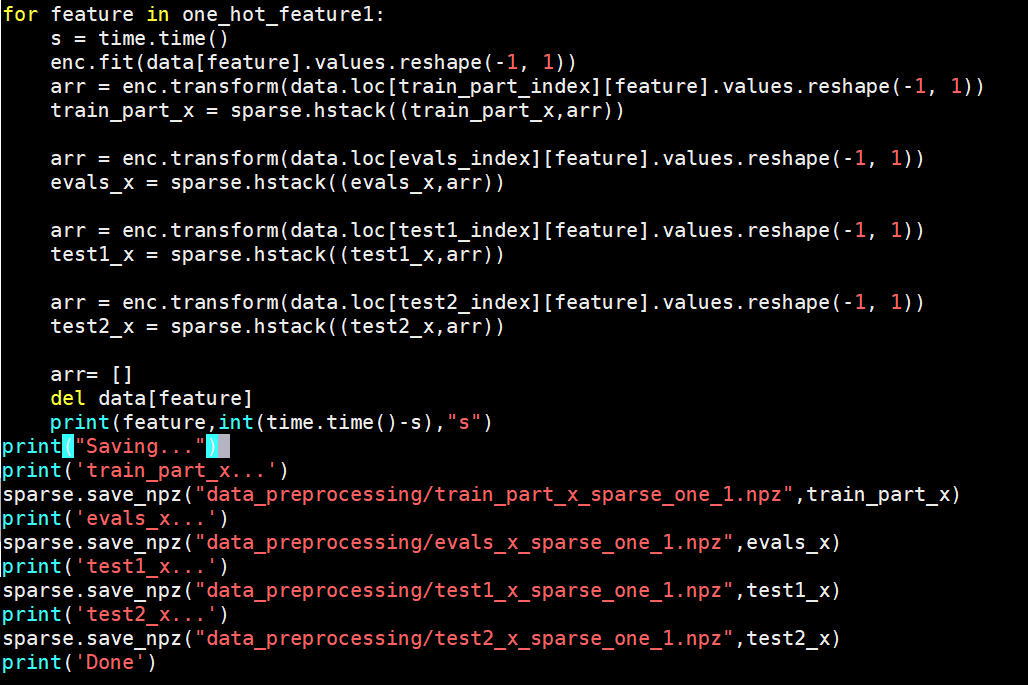 for feature in one_hot_feature1:
    s = time.time()
    enc.fit(data[feature].values.reshape(-1, 1))
    arr = enc.transform(data.loc[train_part_index][feature].values.reshape(-1, 1))
    train_part_x = sparse.hstack((train_part_x,arr))

    arr = enc.transform(data.loc[evals_index][feature].values.reshape(-1, 1))
    evals_x = sparse.hstack((evals_x,arr))

    arr = enc.transform(data.loc[test1_index][feature].values.reshape(-1, 1))
    test1_x = sparse.hstack((test1_x,arr))

    arr = enc.transform(data.loc[test2_index][feature].values.reshape(-1, 1))
    test2_x = sparse.hstack((test2_x,arr))

    arr= []
    del data[feature]
    print(feature,int(time.time()-s),"s")
print("Saving...")
print('train_part_x...')
sparse.save_npz("data_preprocessing/train_part_x_sparse_one_1.npz",train_part_x)
print('evals_x...')
sparse.save_npz("data_preprocessing/evals_x_sparse_one_1.npz",evals_x)
print('test1_x...')
sparse.save_npz("data_preprocessing/test1_x_sparse_one_1.npz",test1_x)
print('test2_x...')
sparse.save_npz("data_preprocessing/test2_x_sparse_one_1.npz",test2_x)
print('Done')